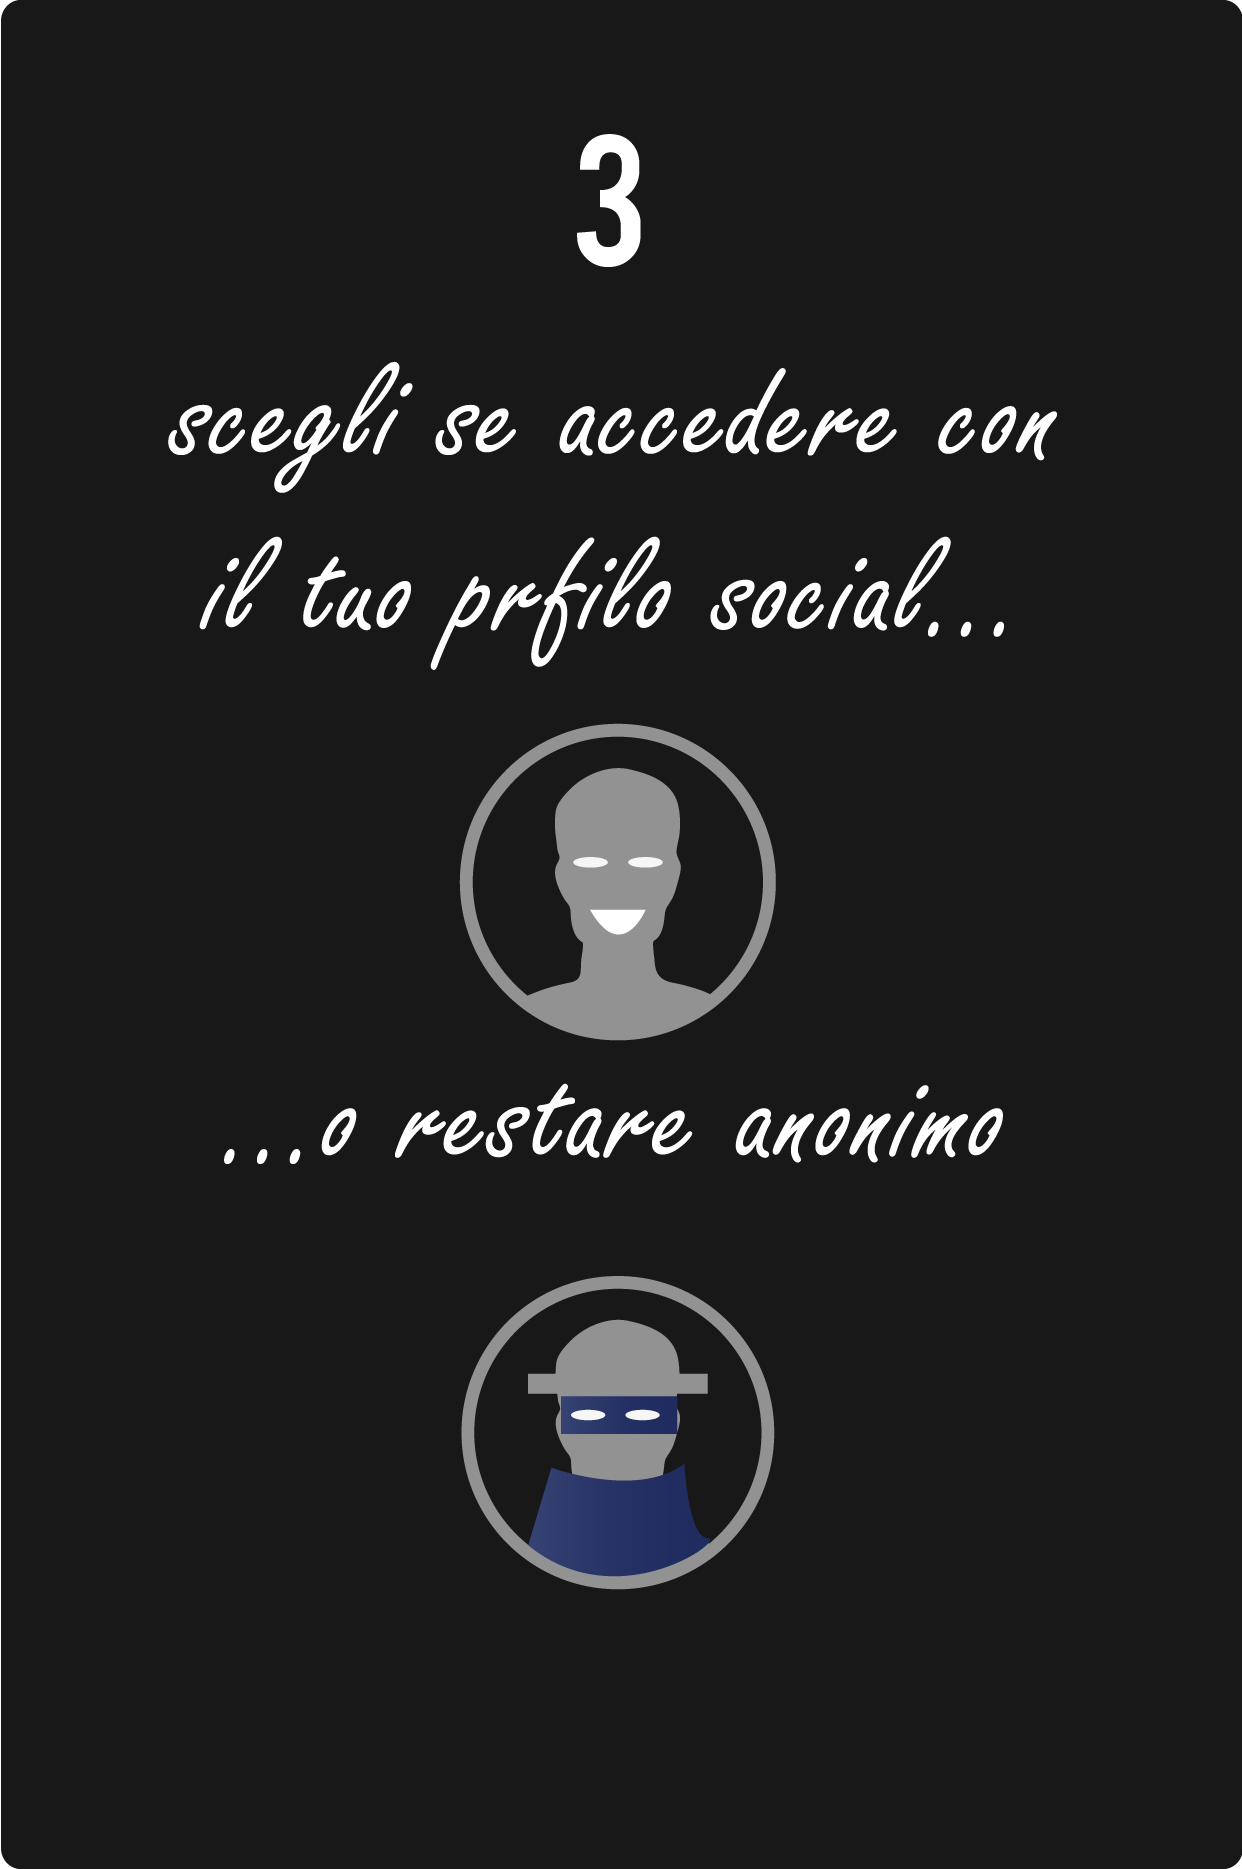 3
scegli se accedere con
il tuo prfilo social...
...o restare anonimo